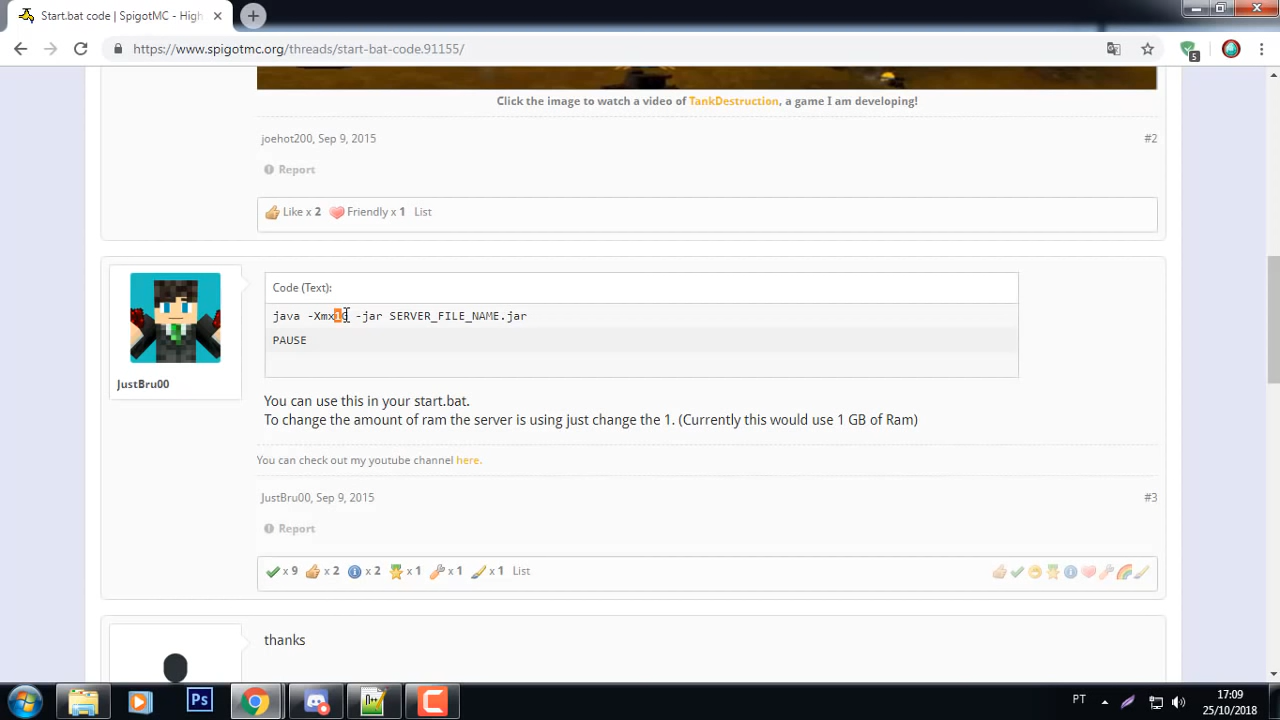 Start.bat code | SpigotMC - High
https://www.spigotmc.org/threads/start-bat-code.91155/
5
Click the image to watch a video of TankDestruction, a game I am developing!
joehot200, Sep 9, 2015
#2
Report
Like x 2 Friendly x 1 List
Code (Text):
java -Xmx1g -jar SERVER_FILE_NAME.jar
PAUSE
JustBru00
You can use this in your start.bat.
To change the amount of ram the server is using just change the 1. (Currently this would use 1 GB of Ram)
You can check out my youtube channel here.
JustBru00, Sep 9, 2015
#3
Report
x 9 x 2 x 2 x 1 x 1 x 1 List
thanks
Ps
PT
17:09
25/10/2018